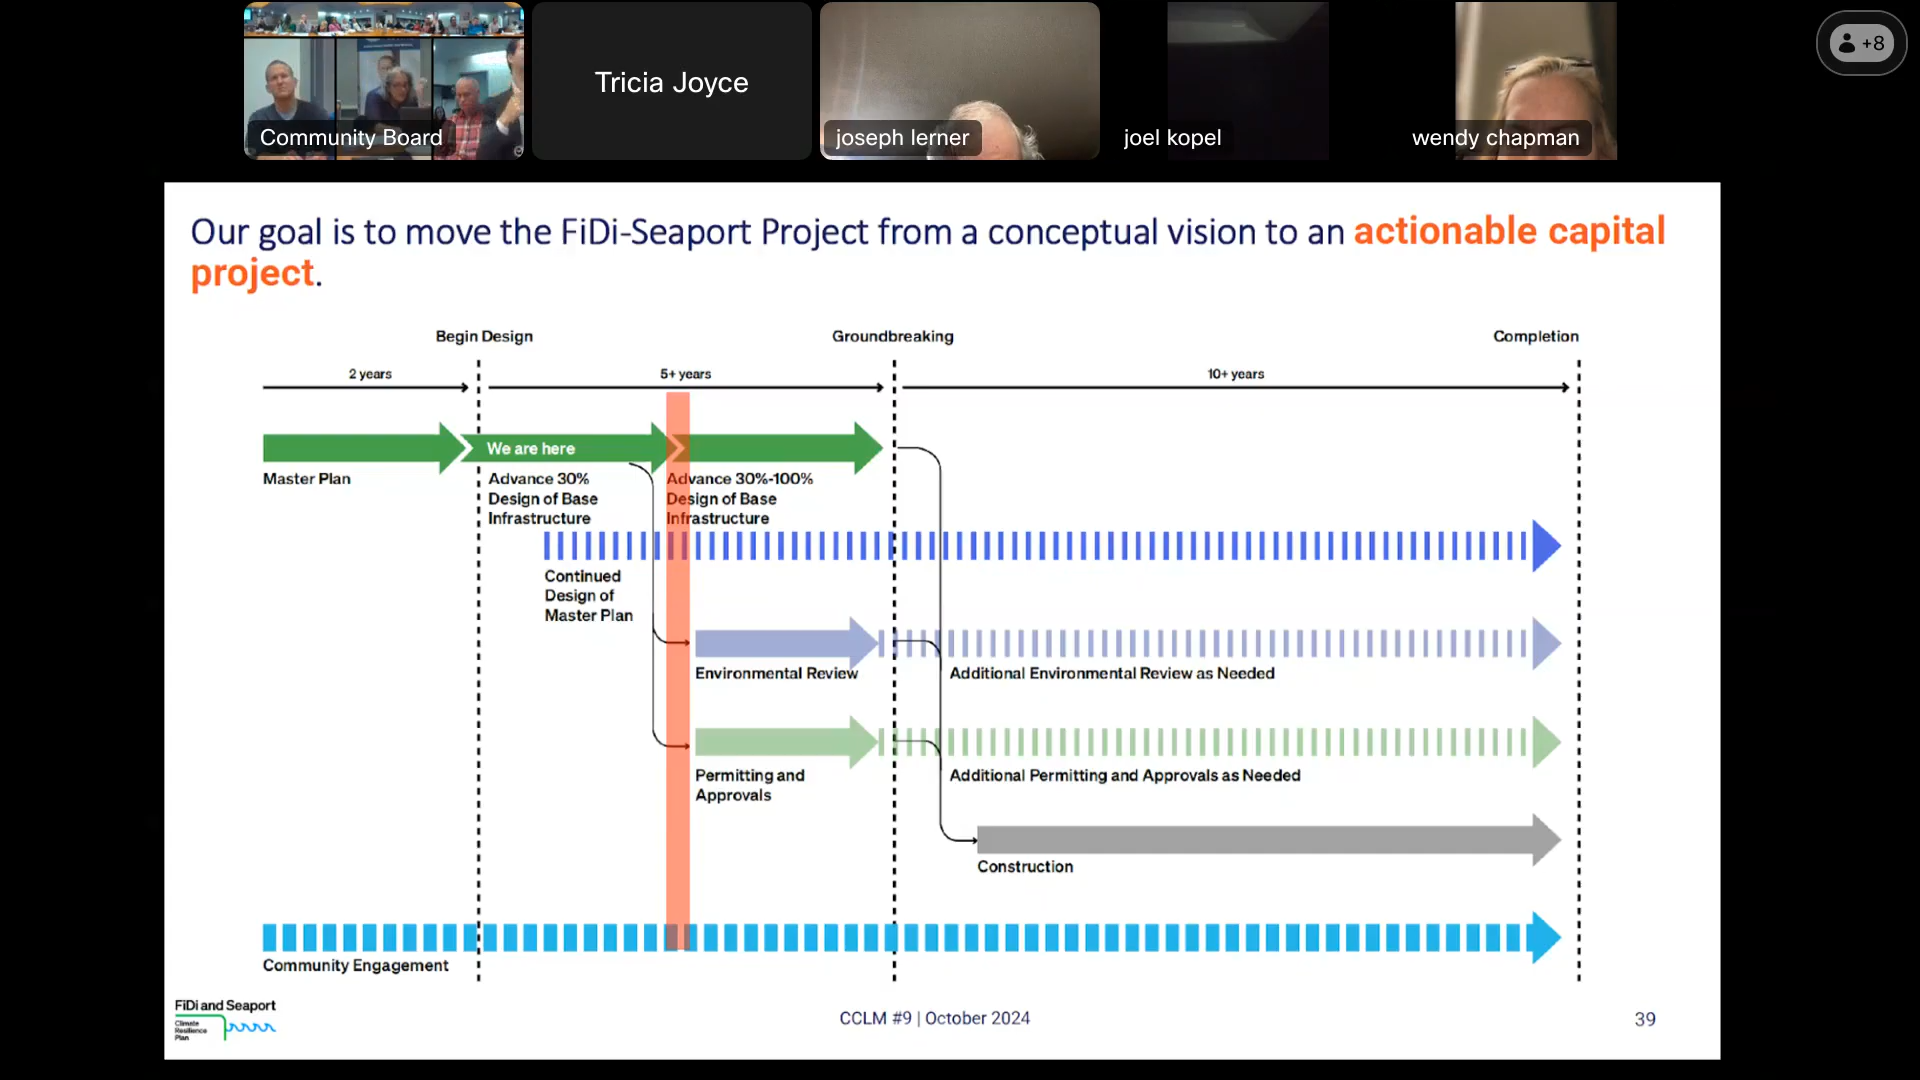 Tricia Joyce
+8
Community Board
joseph lerner
joel kopel
wendy chapman
Our goal is to move the FiDi-Seaport Project from a conceptual vision to an actionable capital
project.
Begin Design
Groundbreaking
Completion
2 years
5+ years
10+ years
We are here
Master Plan
Advance 30%
Design of Base
Infrastructure
Advance 30%-100%
Design of Base
Infrastructure
Continued
Design of
Master Plan
Environmental Review
Additional Environmental Review as Needed
Permitting and
Approvals
Additional Permitting and Approvals as Needed
Construction
Community Engagement
FiDi and Seaport
Climate
Resilience
Plan
CCLM #9 | October 2024
39